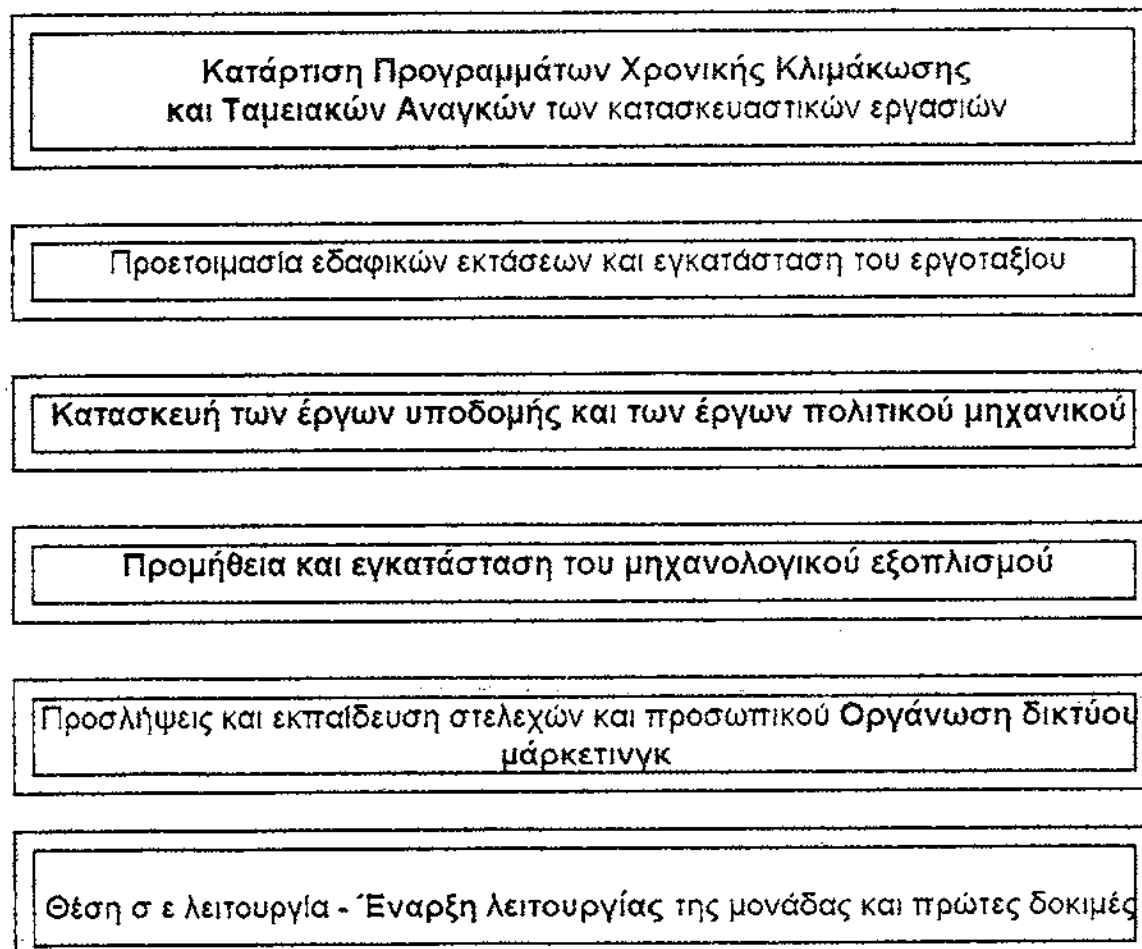 Κατάρτιση Προγραμμάτων Χρονικής Κλιμάκωσης
και Ταμειακών Αναγκών των κατασκευαστικών εργασιών
Προετοιμασία εδαφικών εκτάσεων και εγκατάσταση του εργοταξίου
Κατασκευή των έργων υποδομής και των έργων πολιτικού μηχανικού
Προμήθεια και εγκατάσταση του μηχανολογικού εξοπλισμού
Προσλήψεις και εκπαίδευση στελεχών και προσωπικού Οργάνωση δικτύου
μάρκετινγκ
Θέση σ ε λειτουργία - Έναρξη λειτουργίας της μονάδας και πρώτες δοκιμές